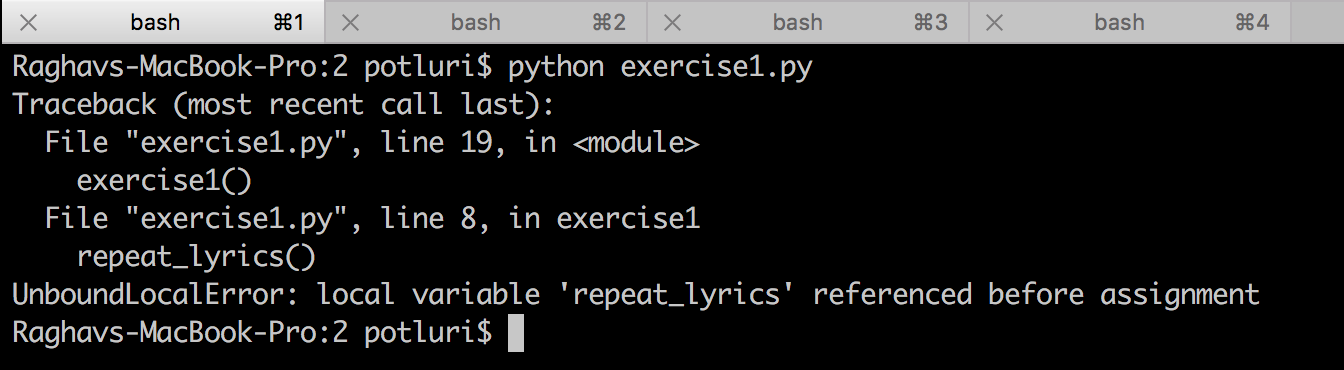 bash ⌘1 bash ⌘2 bash ⌘3 bash ⌘4
Raghavs-MacBook-Pro:2 potluri$ python exercise1.py
Traceback (most recent call last):
  File "exercise1.py", line 19, in <module>
    exercise1()
  File "exercise1.py", line 8, in exercise1
    repeat_lyrics()
UnboundLocalError: local variable 'repeat_lyrics' referenced before assignment
Raghavs-MacBook-Pro:2 potluri$